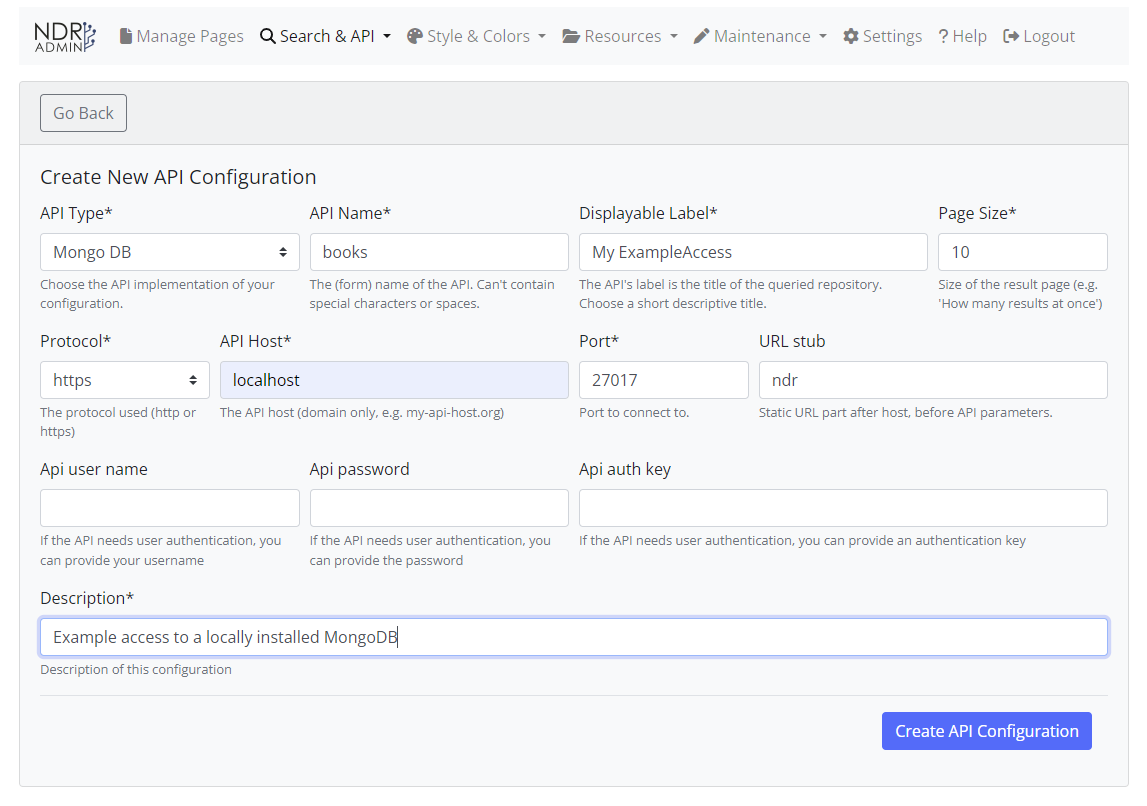 NDR ADMIN Manage Pages Search & API Style & Colors Resources Maintenance Settings ? Help Logout
Go Back
Create New API Configuration
API Type* API Name* Displayable Label* Page Size*
Mongo DB books My ExampleAccess 10
Choose the API implementation of your The (form) name of the API. Can't contain The API's label is the title of the queried repository. Size of the result page (e.g.
configuration. special characters or spaces. Choose a short descriptive title. 'How many results at once')
Protocol* API Host* Port* URL stub
https localhost 27017 ndr
The protocol used (http or The API host (domain only, e.g. my-api-host.org) Port to connect to. Static URL part after host, before API parameters.
https)
Api user name Api password Api auth key
If the API needs user authentication, you If the API needs user authentication, you If the API needs user authentication, you can provide an authentication key
can provide your username can provide the password
Description*
Example access to a locally installed MongoDB
Description of this configuration
Create API Configuration